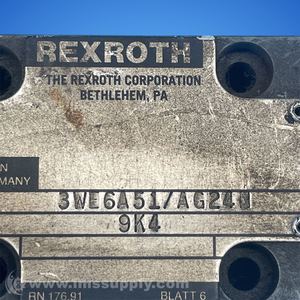 REXROTH
THE REXROTH CORPORATION
BETHLEHEM, PA
MANY
3WE6A51/AG24N
9K4
RN 176.91 BLATT 6
© www.imssupply.com